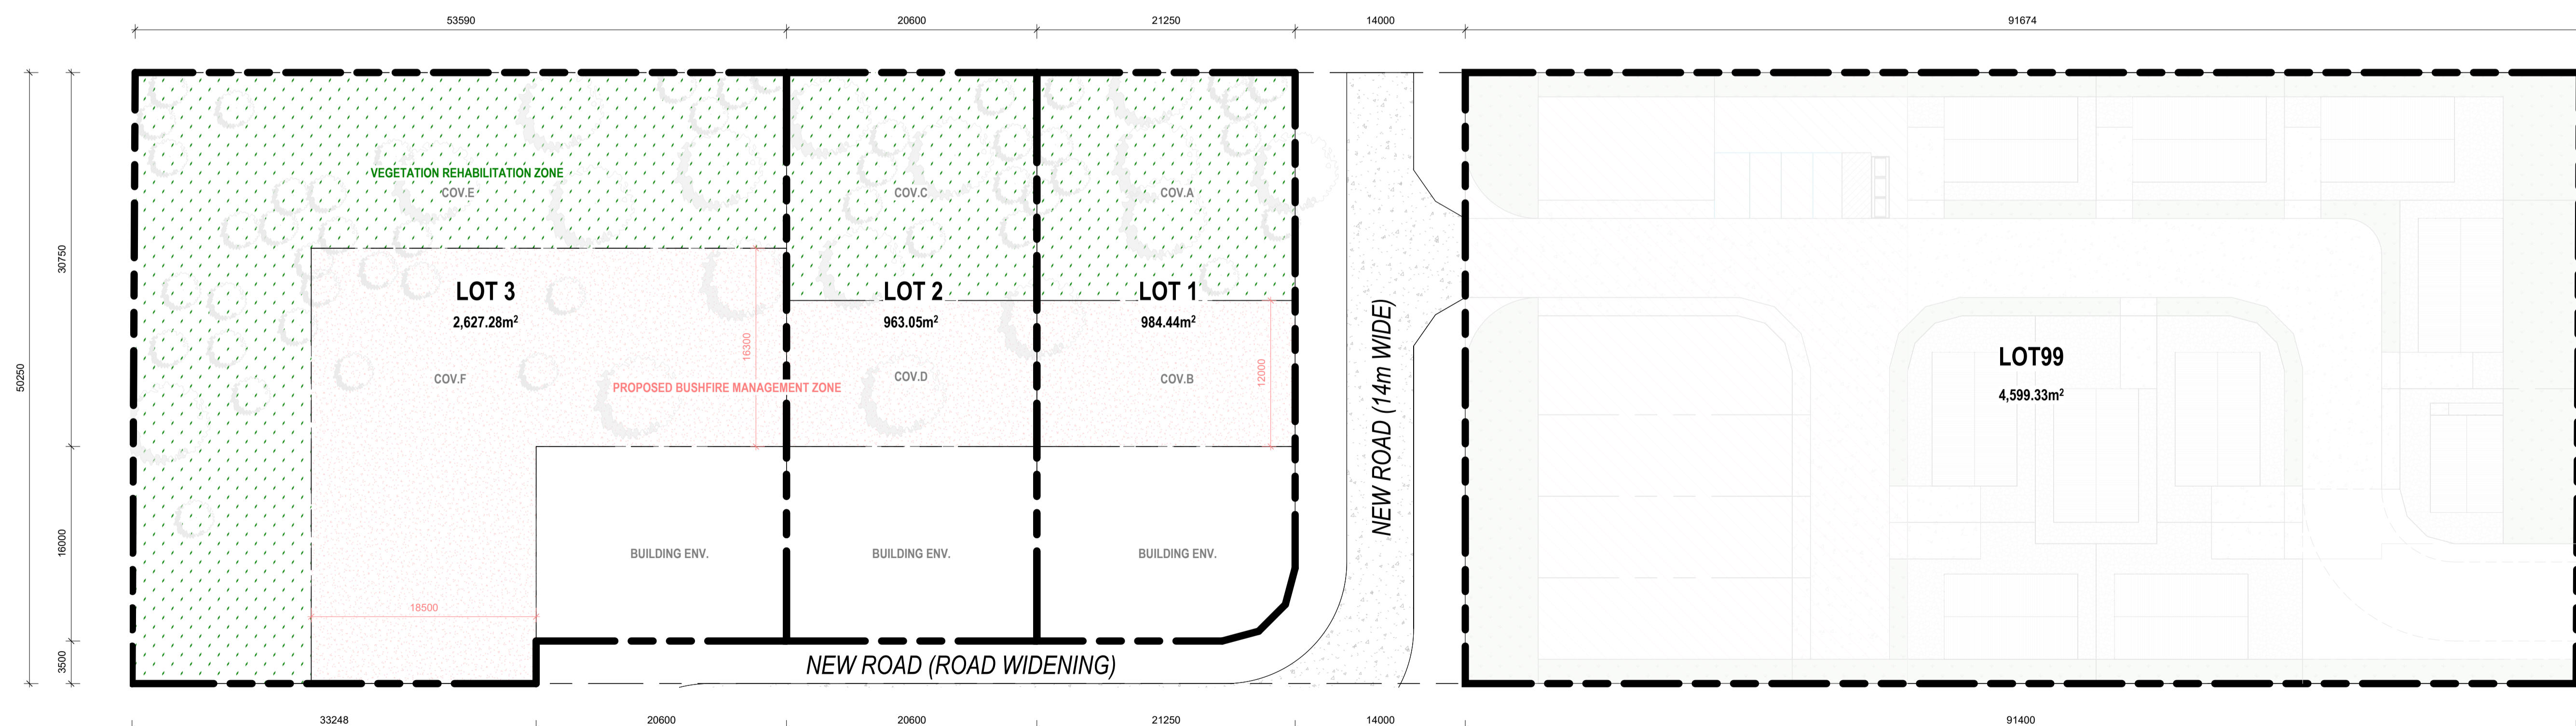 53590
20600
21250
14000
91674
VEGETATION REHABILITATION ZONE
COV.E
COV.C
COV.A
30750
50250
LOT 3
2,627.28m²
LOT 2
963.05m²
LOT 1
984.44m²
16300
12000
COV.F
PROPOSED BUSHFIRE MANAGEMENT ZONE
COV.D
COV.B
NEW ROAD (14m WIDE)
LOT99
4,599.33m²
16000
BUILDING ENV.
BUILDING ENV.
BUILDING ENV.
18500
3500
NEW ROAD (ROAD WIDENING)
33248
20600
20600
21250
14000
91400